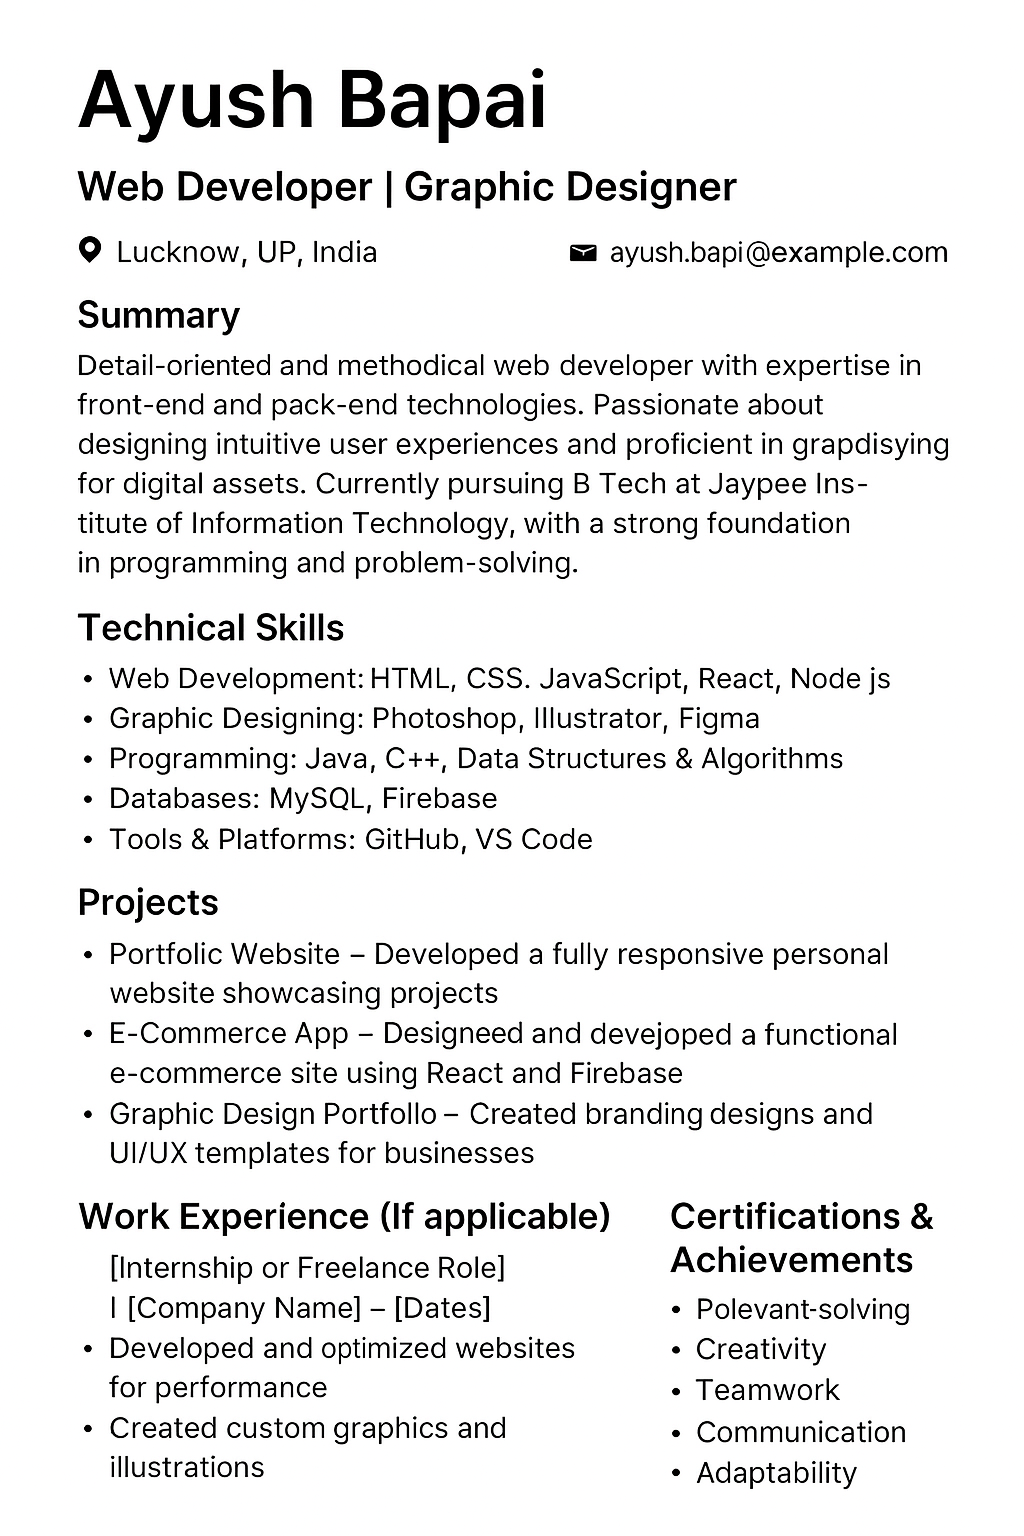 Ayush Bapai
Web Developer | Graphic Designer
Lucknow, UP, India
ayush.bapi@example.com
Summary
Detail-oriented and methodical web developer with expertise in
front-end and pack-end technologies. Passionate about
designing intuitive user experiences and proficient in grapdisying
for digital assets. Currently pursuing B Tech at Jaypee Ins-
titute of Information Technology, with a strong foundation
in programming and problem-solving.
Technical Skills
• Web Development: HTML, CSS. JavaScript, React, Node js
• Graphic Designing: Photoshop, Illustrator, Figma
• Programming: Java, C++, Data Structures & Algorithms
• Databases: MySQL, Firebase
• Tools & Platforms: GitHub, VS Code
Projects
• Portfolic Website – Developed a fully responsive personal
website showcasing projects
• E-Commerce App – Designeed and devejoped a functional
e-commerce site using React and Firebase
• Graphic Design Portfollo – Created branding designs and
UI/UX templates for businesses
Work Experience (If applicable)
[Internship or Freelance Role]
| [Company Name] – [Dates]
• Developed and optimized websites
for performance
• Created custom graphics and
illustrations
Certifications &
Achievements
• Polevant-solving
• Creativity
• Teamwork
• Communication
• Adaptability